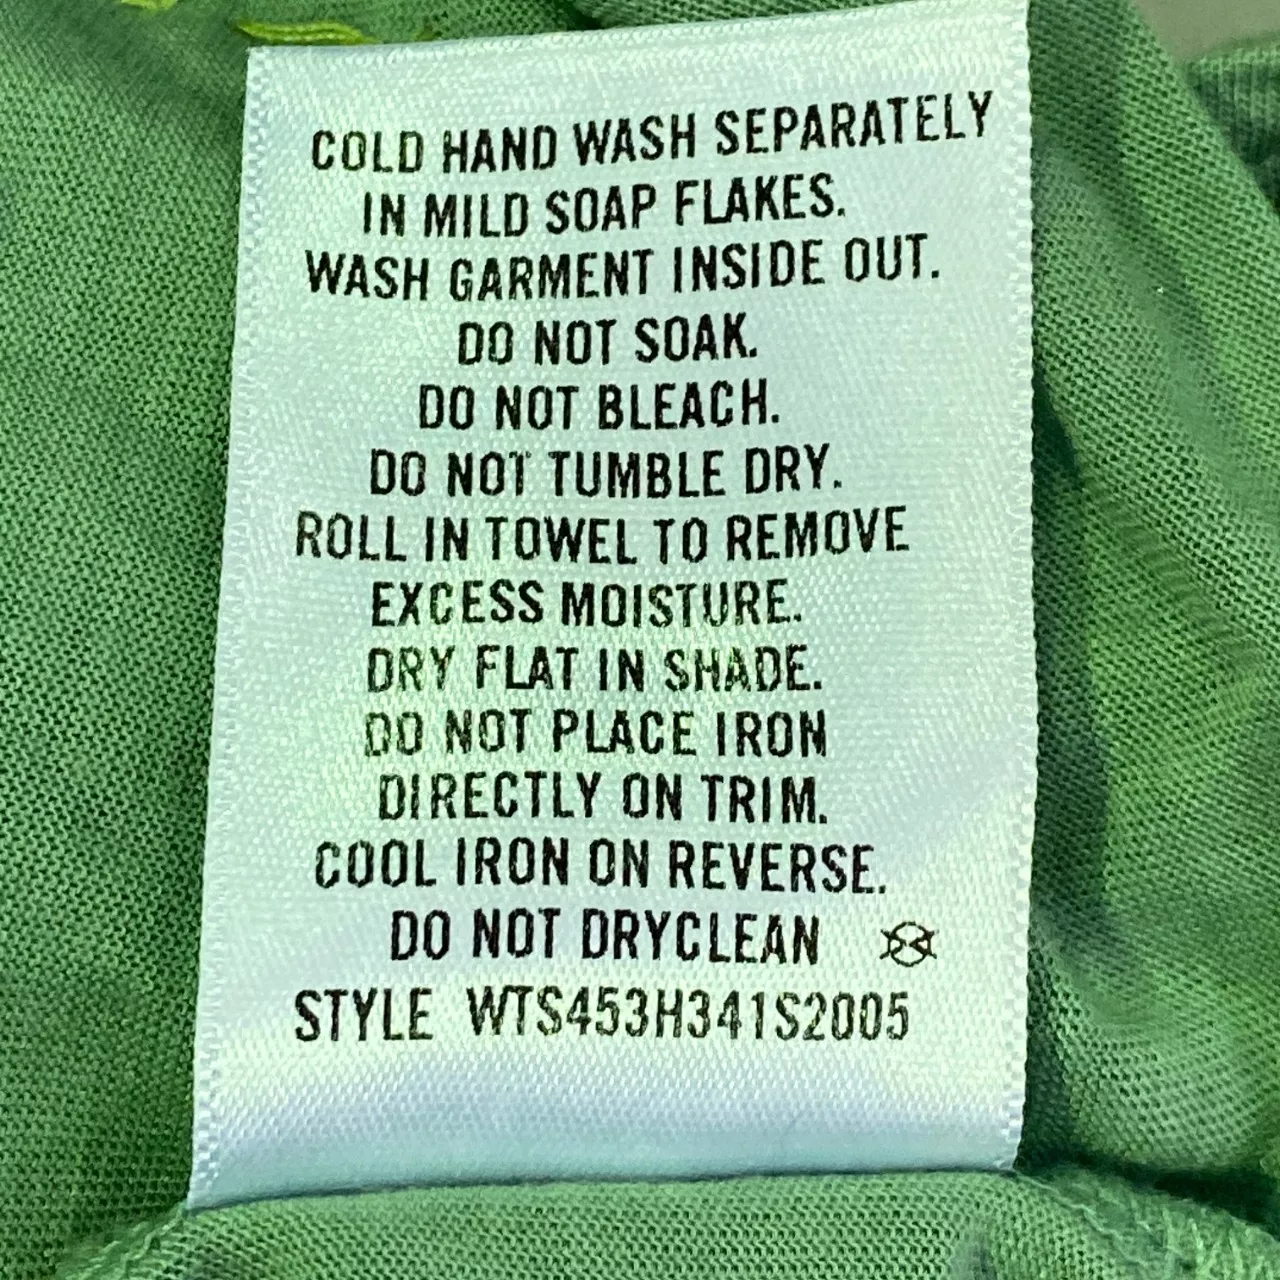 COLD HAND WASH SEPARATELY
IN MILD SOAP FLAKES.
WASH GARMENT INSIDE OUT.
DO NOT SOAK.
DO NOT BLEACH.
DO NOT TUMBLE DRY.
ROLL IN TOWEL TO REMOVE
EXCESS MOISTURE.
DRY FLAT IN SHADE.
DO NOT PLACE IRON
DIRECTLY ON TRIM.
COOL IRON ON REVERSE.
DO NOT DRYCLEAN
STYLE WTS453H341S2005